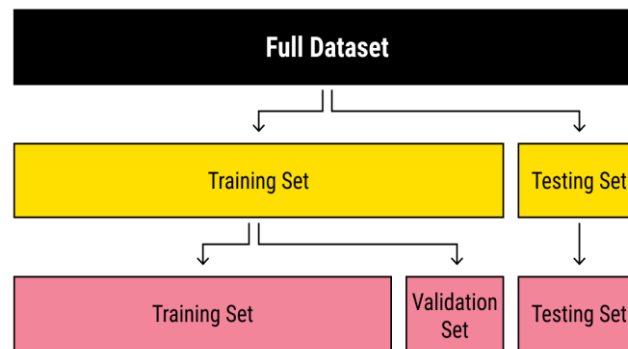 Full Dataset
Training Set
Testing Set
Training Set
Validation
Set
Testing Set